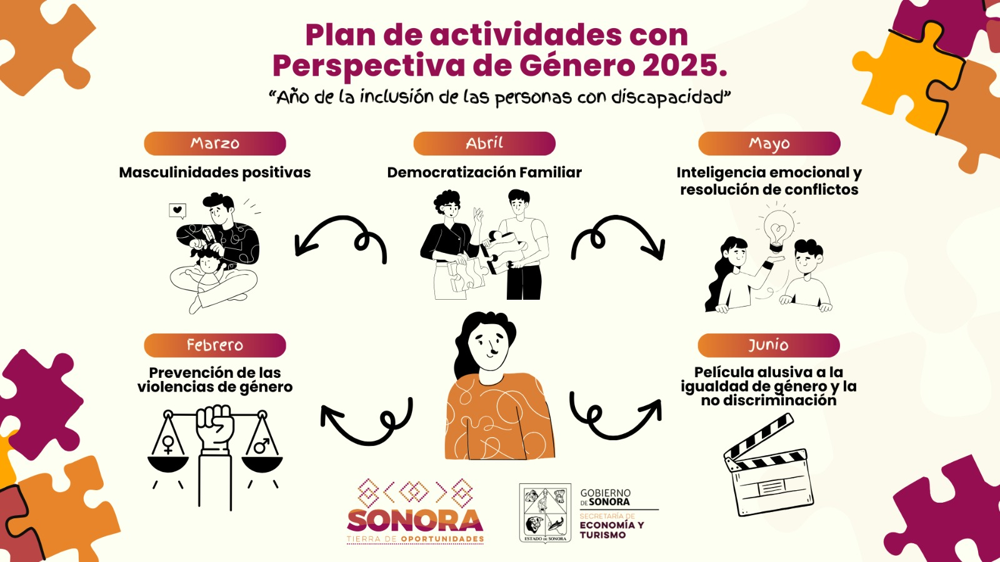 Plan de actividades con
Perspectiva de Género 2025.
“Año de la inclusión de las personas con discapacidad”
Marzo
Masculinidades positivas
Abril
Democratización Familiar
Mayo
Inteligencia emocional y
resolución de conflictos
Febrero
Prevención de las
violencias de género
Junio
Película alusiva a la
igualdad de género y la
no discriminación
SONORA
TIERRA DE OPORTUNIDADES
ESTADO DE SONORA
GOBIERNO
DE SONORA
SECRETARÍA DE
ECONOMÍA Y
TURISMO